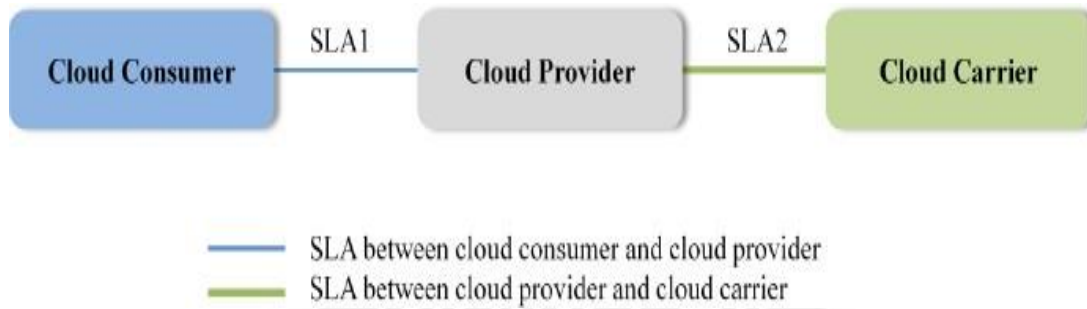 SLA1
SLA2
Cloud Consumer
Cloud Provider
Cloud Carrier
SLA between cloud consumer and cloud provider
SLA between cloud provider and cloud carrier